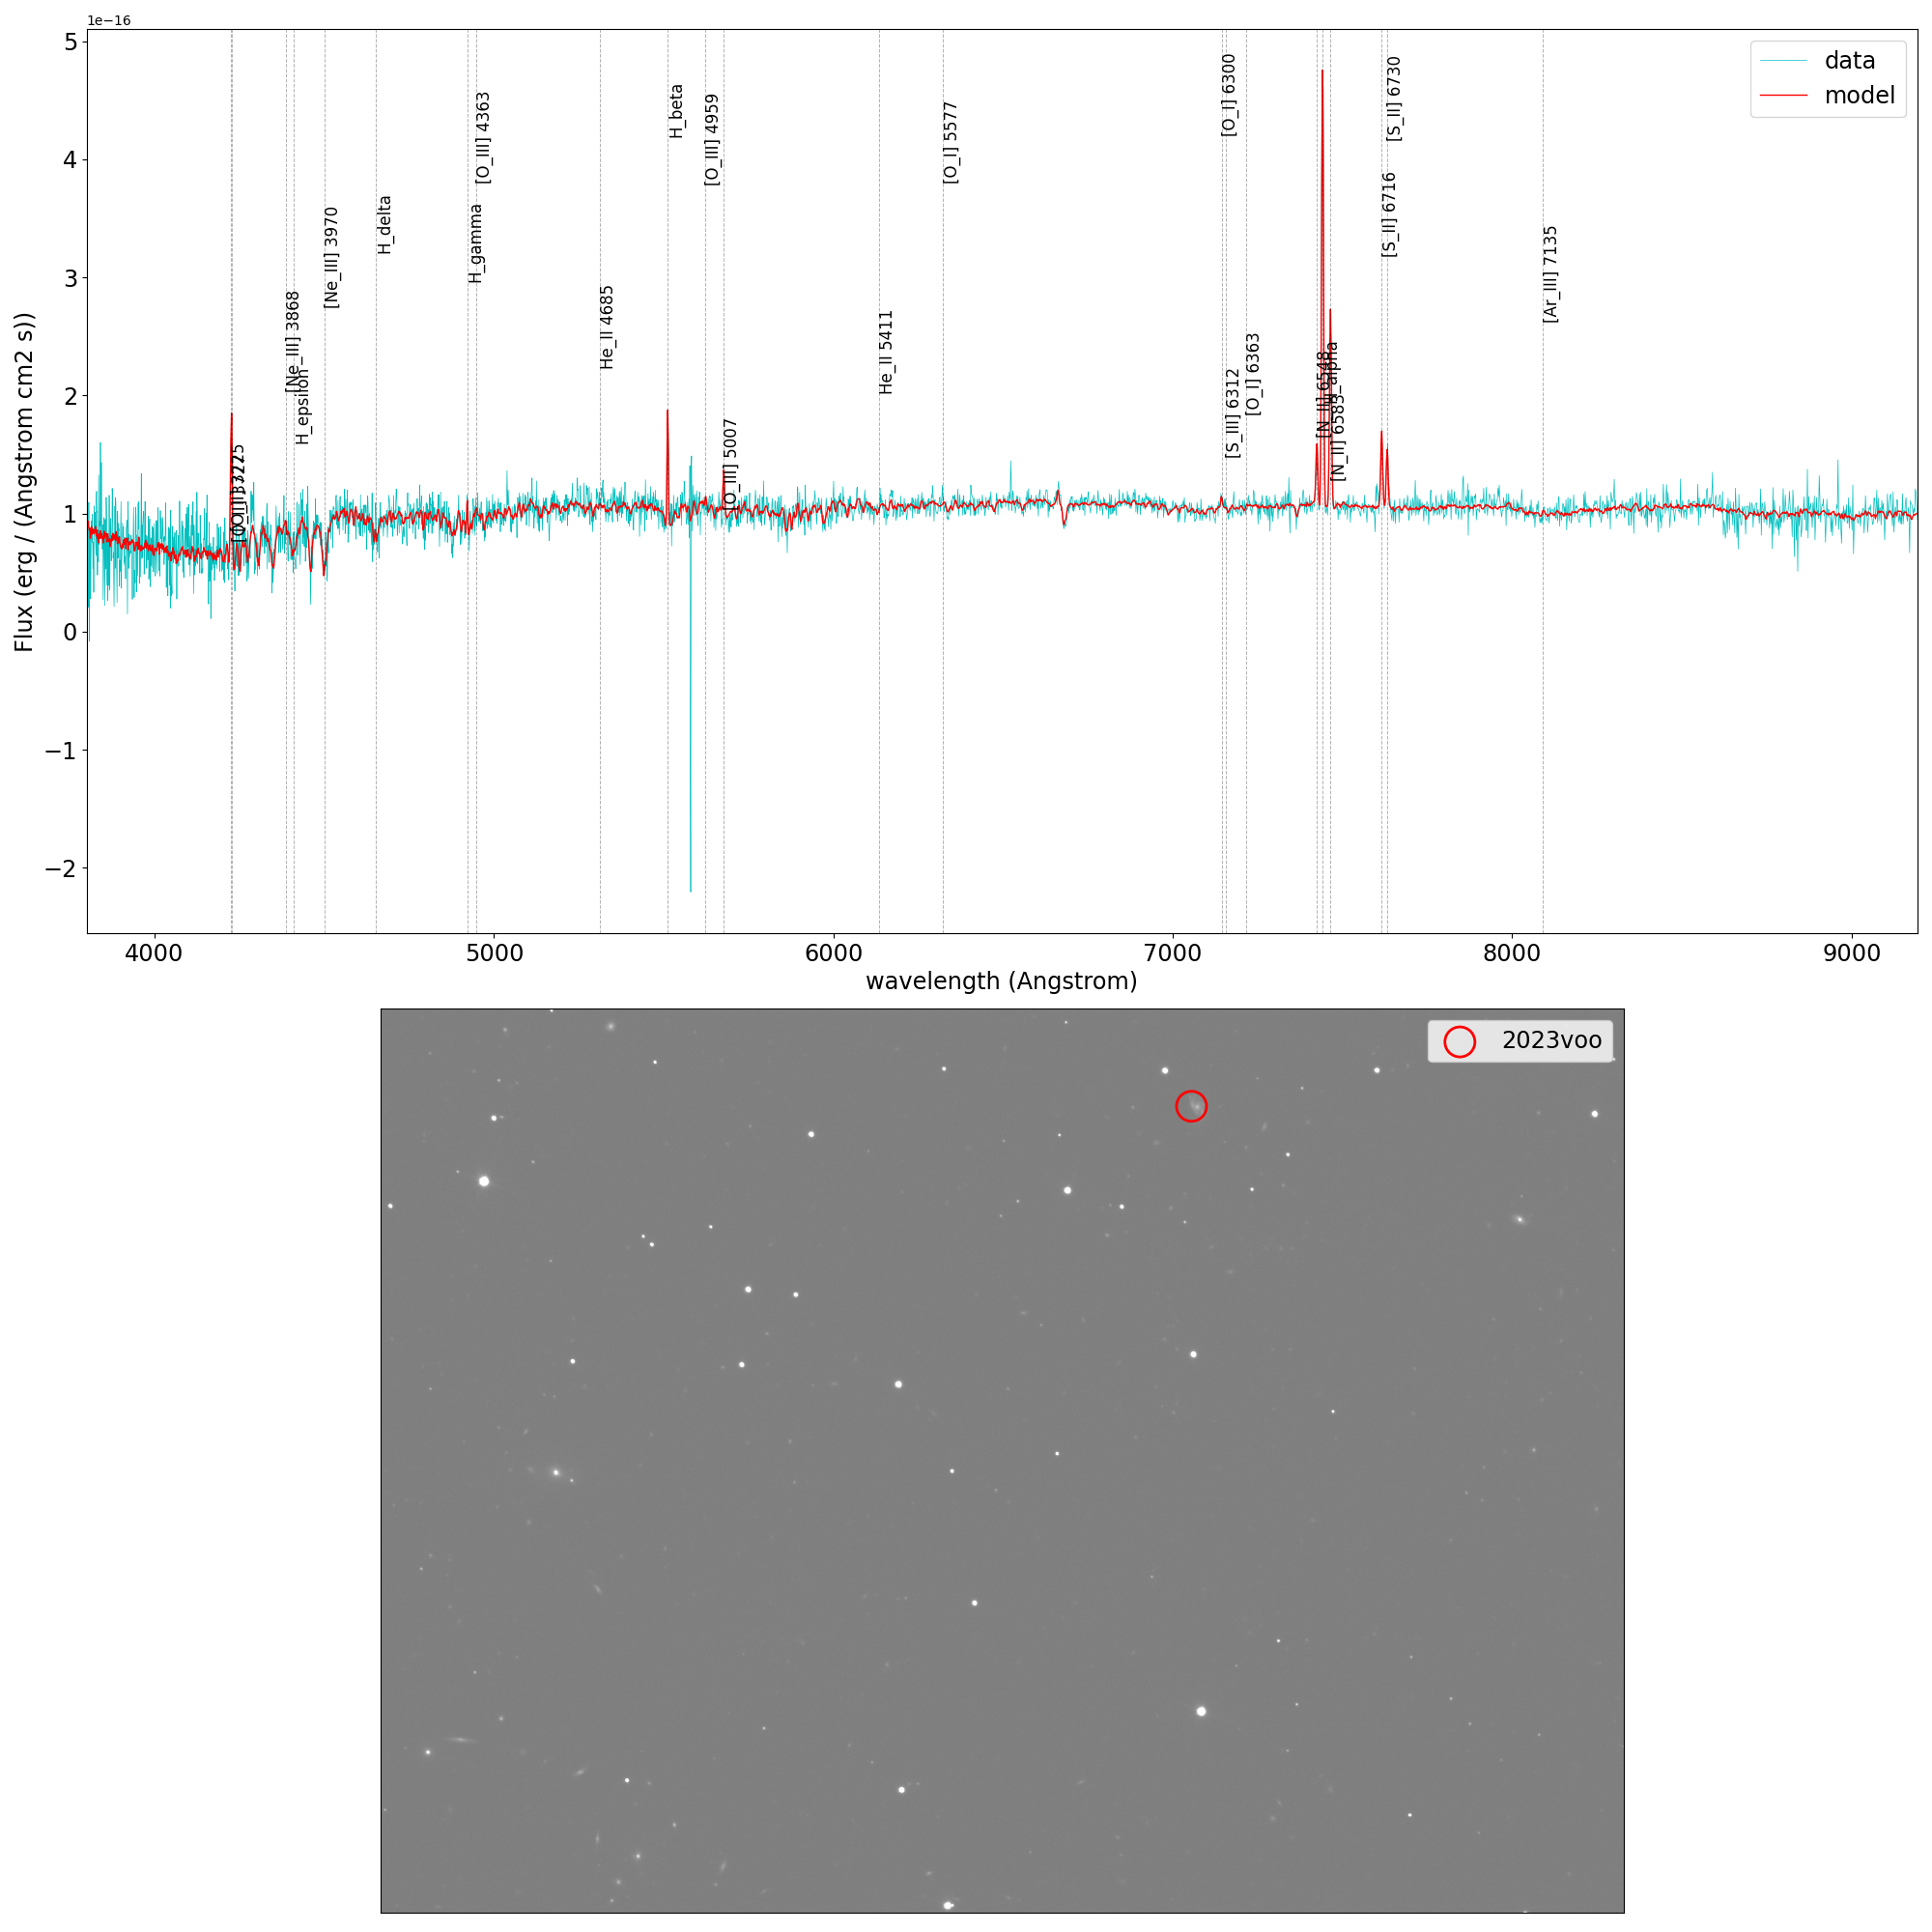 1e−16
5
4
3
2
1
0
−1
−2
Flux (erg / (Angstrom cm2 s))
[Ne_III] 3868
H_epsilon
[Ne_III] 3970
H_delta
H_gamma
[O_III] 4363
He_II 4685
H_beta
[O_III] 4959
[O_III] 5007
He_II 5411
[O_I] 5577
[O_I] 6300
[S_III] 6312
[O_I] 6363
[N_II] 6548
[N_II] 6583
[S_II] 6716
[S_II] 6730
[Ar_III] 7135
data
model
4000
5000
6000
7000
8000
9000
wavelength (Angstrom)
2023voo